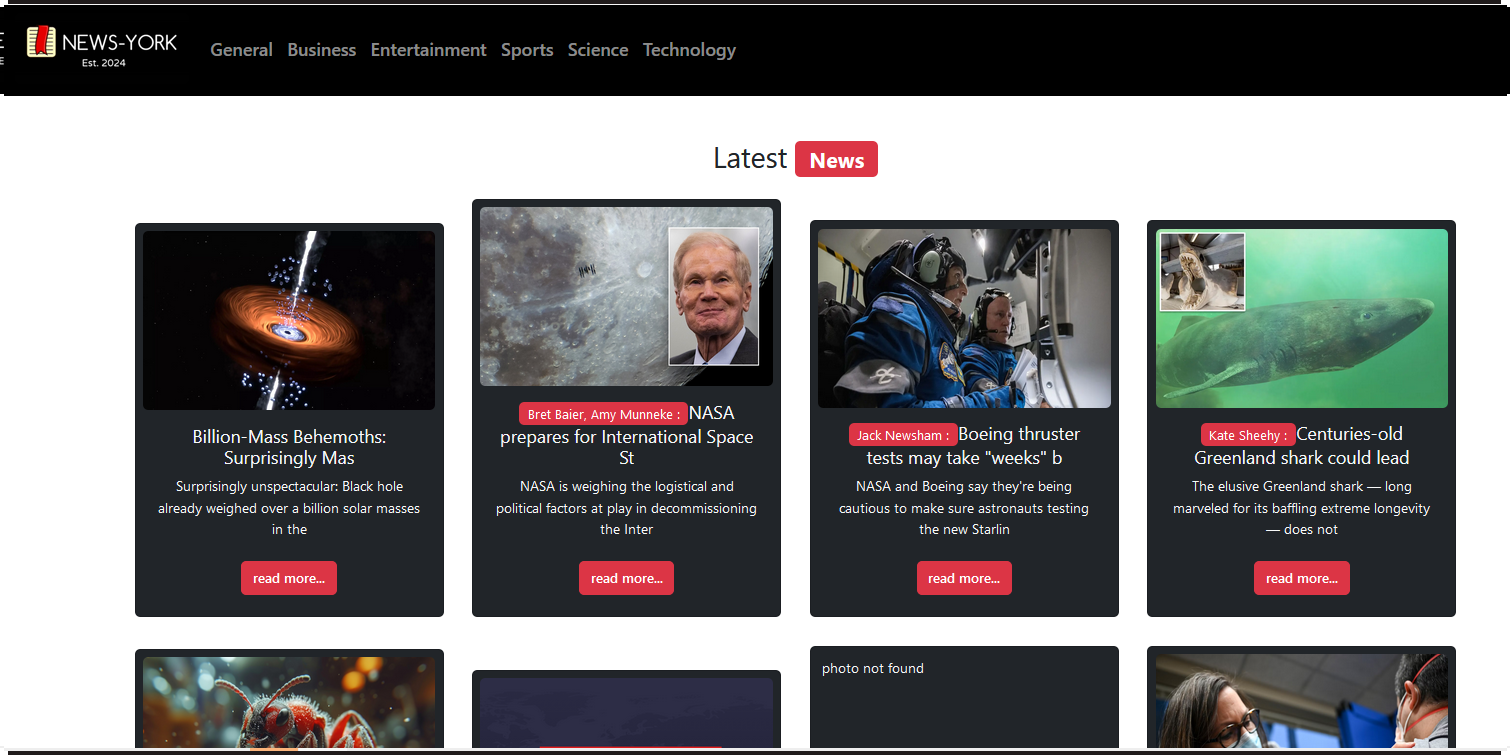 NEWS-YORK
Est. 2024
General Business Entertainment Sports Science Technology
Latest News
Billion-Mass Behemoths:
Surprisingly Mas
Surprisingly unspectacular: Black hole
already weighed over a billion solar masses
in the
read more...
Bret Baier, Amy Munneke : NASA
prepares for International Space
St
NASA is weighing the logistical and
political factors at play in decommissioning
the Inter
read more...
Jack Newsham : Boeing thruster
tests may take "weeks" b
NASA and Boeing say they're being
cautious to make sure astronauts testing
the new Starlin
read more...
Kate Sheehy : Centuries-old
Greenland shark could lead
The elusive Greenland shark — long
marveled for its baffling extreme longevity
— does not
read more...
photo not found